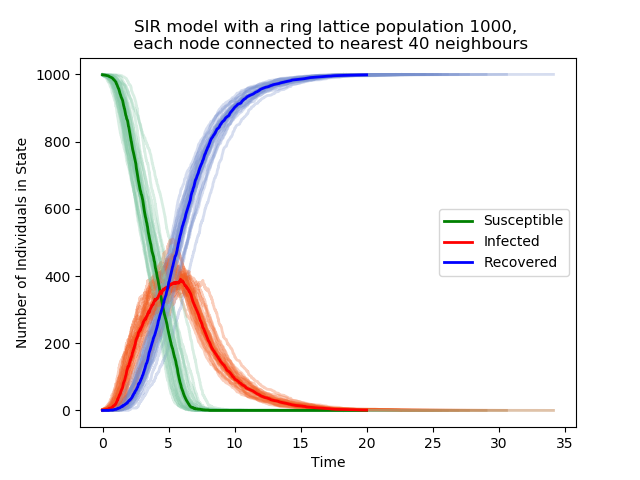 SIR model with a ring lattice population 1000,
each node connected to nearest 40 neighbours
Number of Individuals in State
1000
800
600
400
200
0
Susceptible
Infected
Recovered
0 5 10 15 20 25 30 35
Time